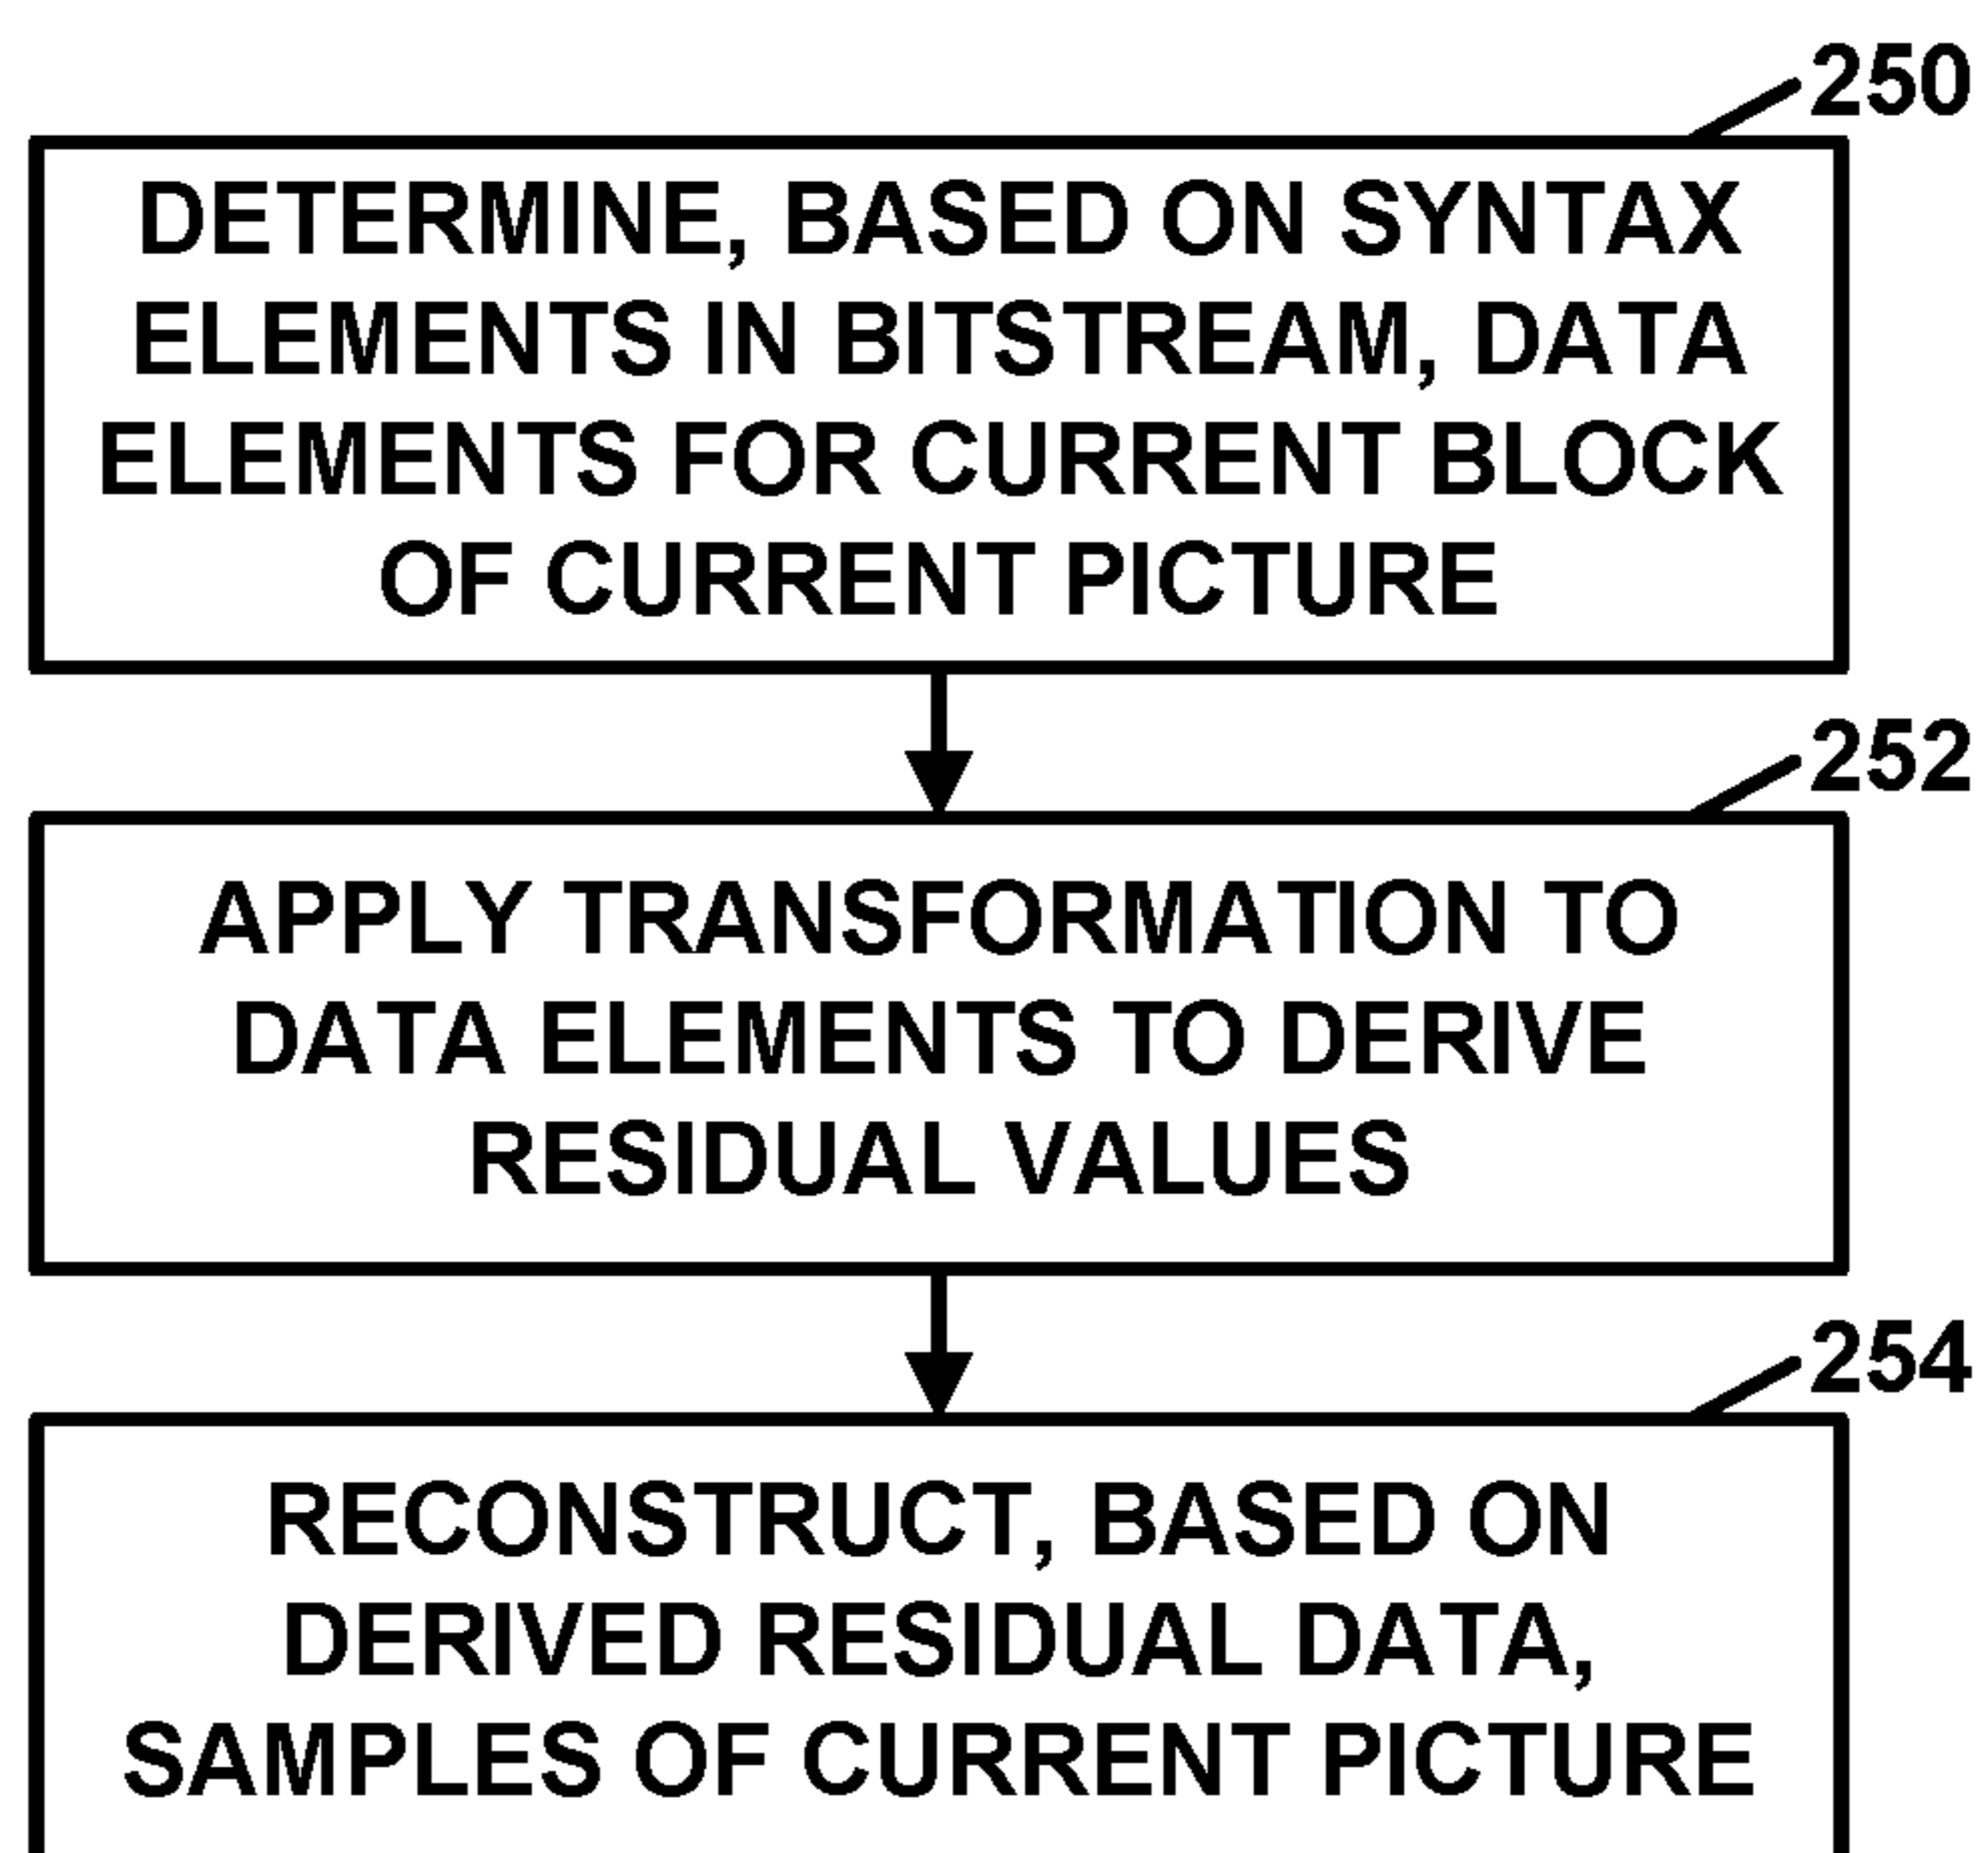 250
DETERMINE, BASED ON SYNTAX
ELEMENTS IN BITSTREAM, DATA
ELEMENTS FOR CURRENT BLOCK
OF CURRENT PICTURE
252
APPLY TRANSFORMATION TO
DATA ELEMENTS TO DERIVE
RESIDUAL VALUES
254
RECONSTRUCT, BASED ON
DERIVED RESIDUAL DATA,
SAMPLES OF CURRENT PICTURE